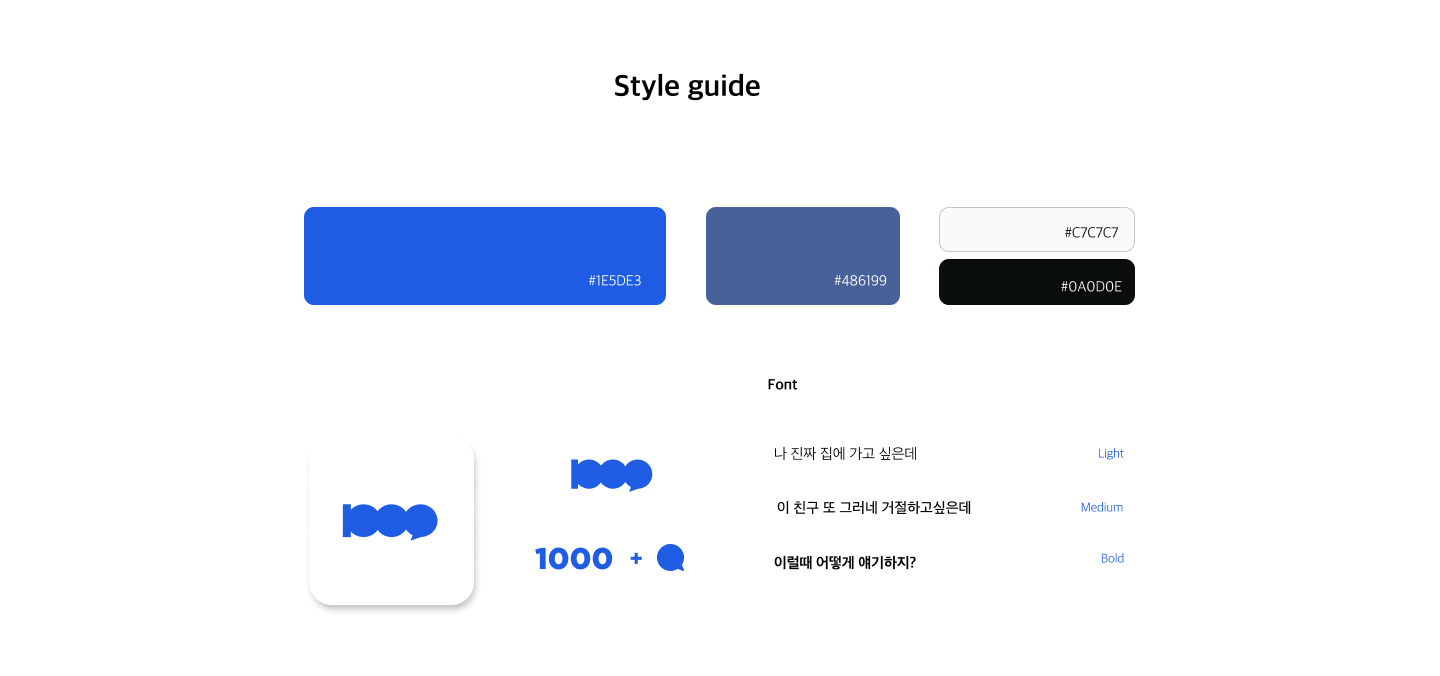 Style guide
#1E5DE3
#486199
#C7C7C7
#0A0D0E
Font
나 진짜 집에 가고 싶은데
Light
이 친구 또 그러네 거절하고싶은데
Medium
1000 +
이럴때 어떻게 얘기하지?
Bold